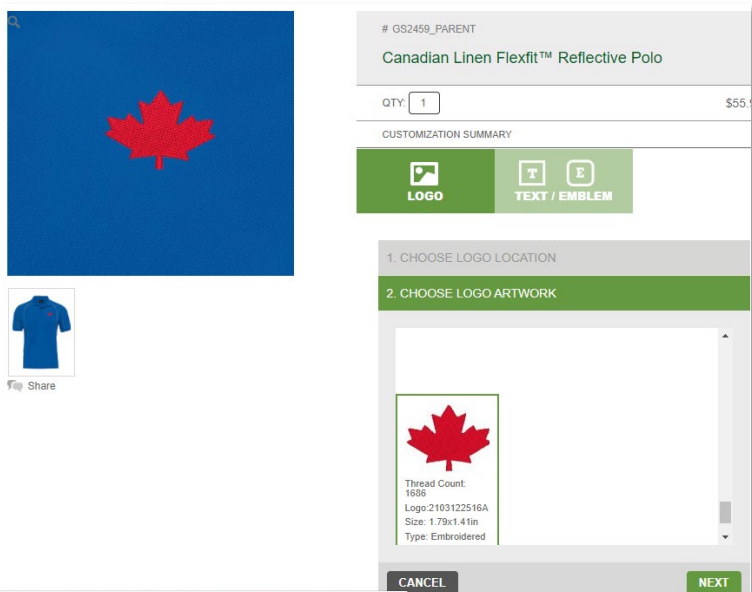 # GS2459_PARENT
Canadian Linen Flexfit™ Reflective Polo
QTY: 1
$55.
CUSTOMIZATION SUMMARY
LOGO
T E
TEXT / EMBLEM
1. CHOOSE LOGO LOCATION
2. CHOOSE LOGO ARTWORK
Thread Count:
1686
Logo:2103122516A
Size: 1.79x1.41in
Type: Embroidered
Share
CANCEL
NEXT